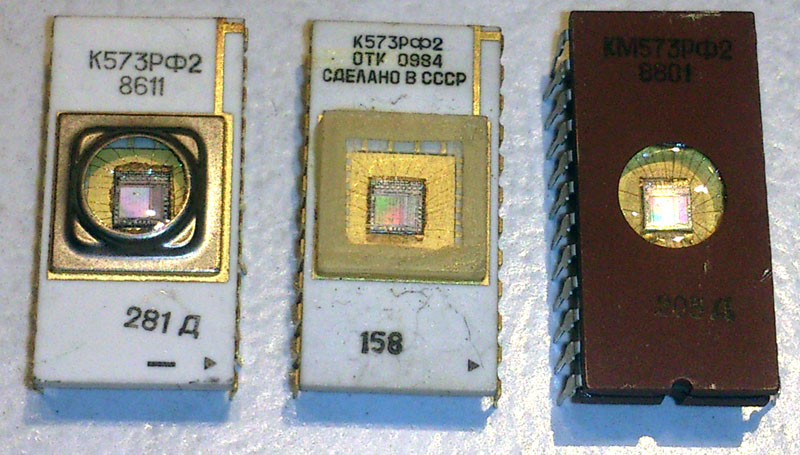 К573РФ2
8611
281 Д
К573РФ2
ОТК 0984
СДЕЛАНО В СССР
158
КМ573РФ2
8801